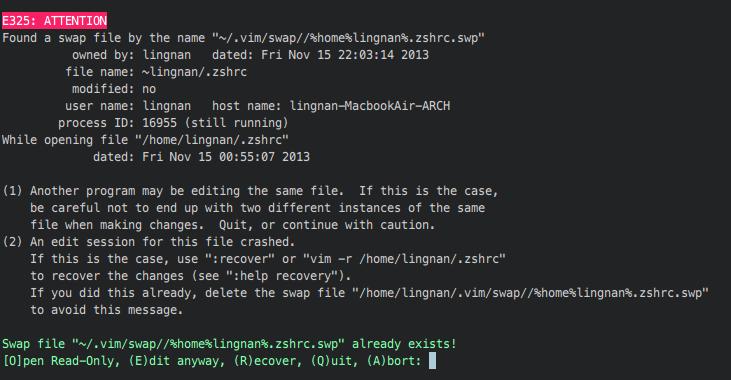 E325: ATTENTION
Found a swap file by the name "~/.vim/swap//%home%lingnan%.zshrc.swp"
owned by: lingnan   dated: Fri Nov 15 22:03:14 2013
file name: ~lingnan/.zshrc
modified: no
user name: lingnan   host name: lingnan-MacbookAir-ARCH
process ID: 16955 (still running)
While opening file "/home/lingnan/.zshrc"
dated: Fri Nov 15 00:55:07 2013
(1) Another program may be editing the same file.  If this is the case,
be careful not to end up with two different instances of the same
file when making changes.  Quit, or continue with caution.
(2) An edit session for this file crashed.
If this is the case, use ":recover" or "vim -r /home/lingnan/.zshrc"
to recover the changes (see ":help recovery").
If you did this already, delete the swap file "/home/lingnan/.vim/swap//%home%lingnan%.zshrc.swp"
to avoid this message.
Swap file "~/.vim/swap//%home%lingnan%.zshrc.swp" already exists!
[O]pen Read-Only, (E)dit anyway, (R)ecover, (Q)uit, (A)bort: